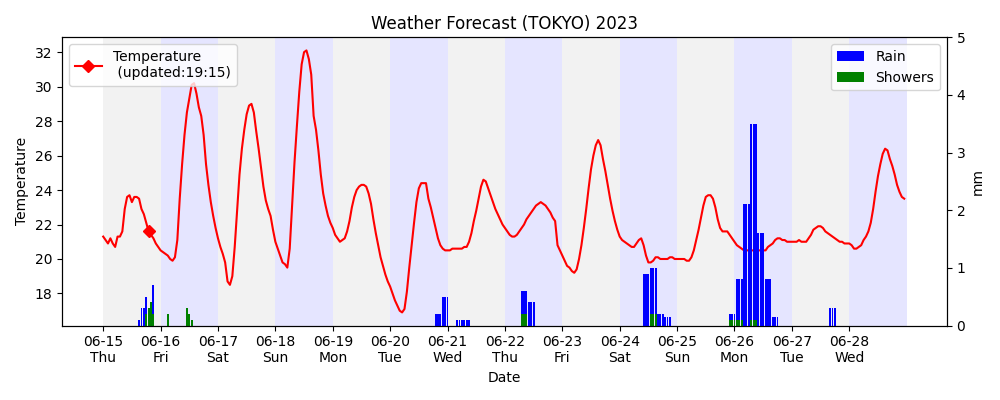 Weather Forecast (TOKYO) 2023
Temperature
(updated:19:15)
Rain
Showers
32
30
28
26
24
22
20
18
Temperature
5
4
3
2
1
0
mm
06-15 06-16 06-17 06-18 06-19 06-20 06-21 06-22 06-23 06-24 06-25 06-26 06-27 06-28
Thu Fri Sat Sun Mon Tue Wed Thu Fri Sat Sun Mon Tue Wed
Date